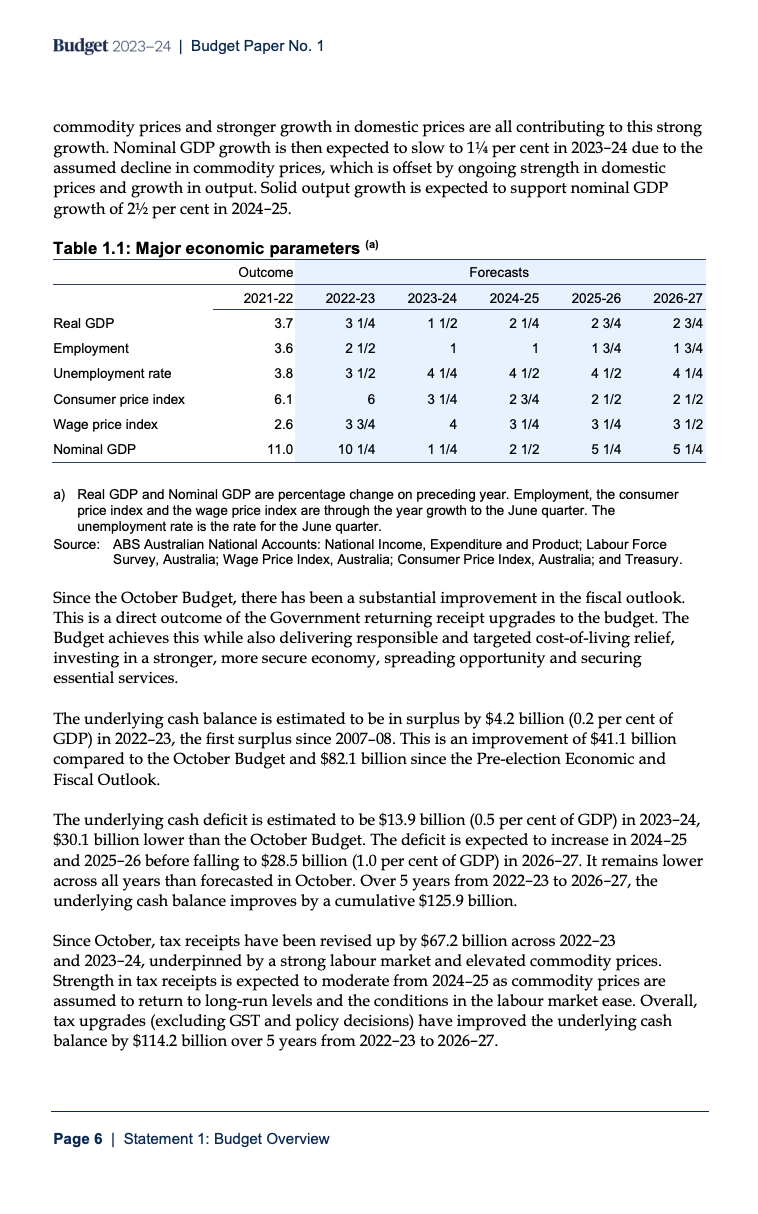 Budget 2023–24 | Budget Paper No. 1
commodity prices and stronger growth in domestic prices are all contributing to this strong
growth. Nominal GDP growth is then expected to slow to 1¼ per cent in 2023–24 due to the
assumed decline in commodity prices, which is offset by ongoing strength in domestic
prices and growth in output. Solid output growth is expected to support nominal GDP
growth of 2½ per cent in 2024–25.
Table 1.1: Major economic parameters (a)
Outcome Forecasts
2021-22 2022-23 2023-24 2024-25 2025-26 2026-27
Real GDP 3.7 3 1/4 1 1/2 2 1/4 2 3/4 2 3/4
Employment 3.6 2 1/2 1 1 1 3/4 1 3/4
Unemployment rate 3.8 3 1/2 4 1/4 4 1/2 4 1/2 4 1/4
Consumer price index 6.1 6 3 1/4 2 3/4 2 1/2 2 1/2
Wage price index 2.6 3 3/4 4 3 1/4 3 1/4 3 1/2
Nominal GDP 11.0 10 1/4 1 1/4 2 1/2 5 1/4 5 1/4
a) Real GDP and Nominal GDP are percentage change on preceding year. Employment, the consumer
price index and the wage price index are through the year growth to the June quarter. The
unemployment rate is the rate for the June quarter.
Source: ABS Australian National Accounts: National Income, Expenditure and Product; Labour Force
Survey, Australia; Wage Price Index, Australia; Consumer Price Index, Australia; and Treasury.
Since the October Budget, there has been a substantial improvement in the fiscal outlook.
This is a direct outcome of the Government returning receipt upgrades to the budget. The
Budget achieves this while also delivering responsible and targeted cost-of-living relief,
investing in a stronger, more secure economy, spreading opportunity and securing
essential services.
The underlying cash balance is estimated to be in surplus by $4.2 billion (0.2 per cent of
GDP) in 2022–23, the first surplus since 2007–08. This is an improvement of $41.1 billion
compared to the October Budget and $82.1 billion since the Pre-election Economic and
Fiscal Outlook.
The underlying cash deficit is estimated to be $13.9 billion (0.5 per cent of GDP) in 2023–24,
$30.1 billion lower than the October Budget. The deficit is expected to increase in 2024–25
and 2025–26 before falling to $28.5 billion (1.0 per cent of GDP) in 2026–27. It remains lower
across all years than forecasted in October. Over 5 years from 2022–23 to 2026–27, the
underlying cash balance improves by a cumulative $125.9 billion.
Since October, tax receipts have been revised up by $67.2 billion across 2022–23
and 2023–24, underpinned by a strong labour market and elevated commodity prices.
Strength in tax receipts is expected to moderate from 2024–25 as commodity prices are
assumed to return to long-run levels and the conditions in the labour market ease. Overall,
tax upgrades (excluding GST and policy decisions) have improved the underlying cash
balance by $114.2 billion over 5 years from 2022–23 to 2026–27.
Page 6 | Statement 1: Budget Overview